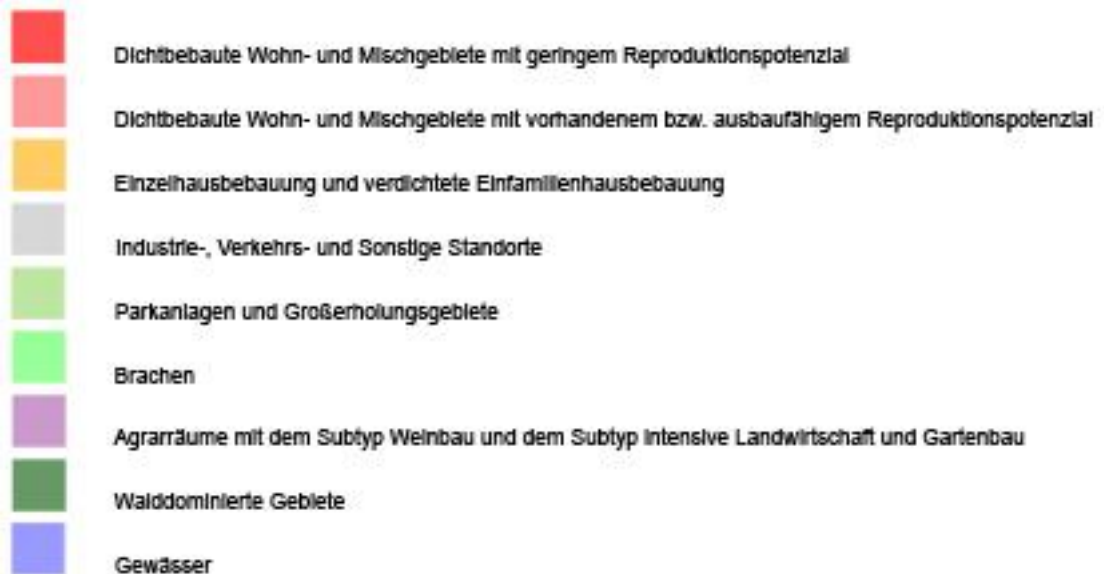 Dichtbebaute Wohn- und Mischgebiete mit geringem Reproduktionspotenzial
Dichtbebaute Wohn- und Mischgebiete mit vorhandenem bzw. ausbaufähigem Reproduktionspotenzial
Einzelhausbebauung und verdichtete Einfamilienhausbebauung
Industrie-, Verkehrs- und Sonstige Standorte
Parkanlagen und Großerholungsgebiete
Brachen
Agrarräume mit dem Subtyp Weinbau und dem Subtyp Intensive Landwirtschaft und Gartenbau
Walddominierte Gebiete
Gewässer